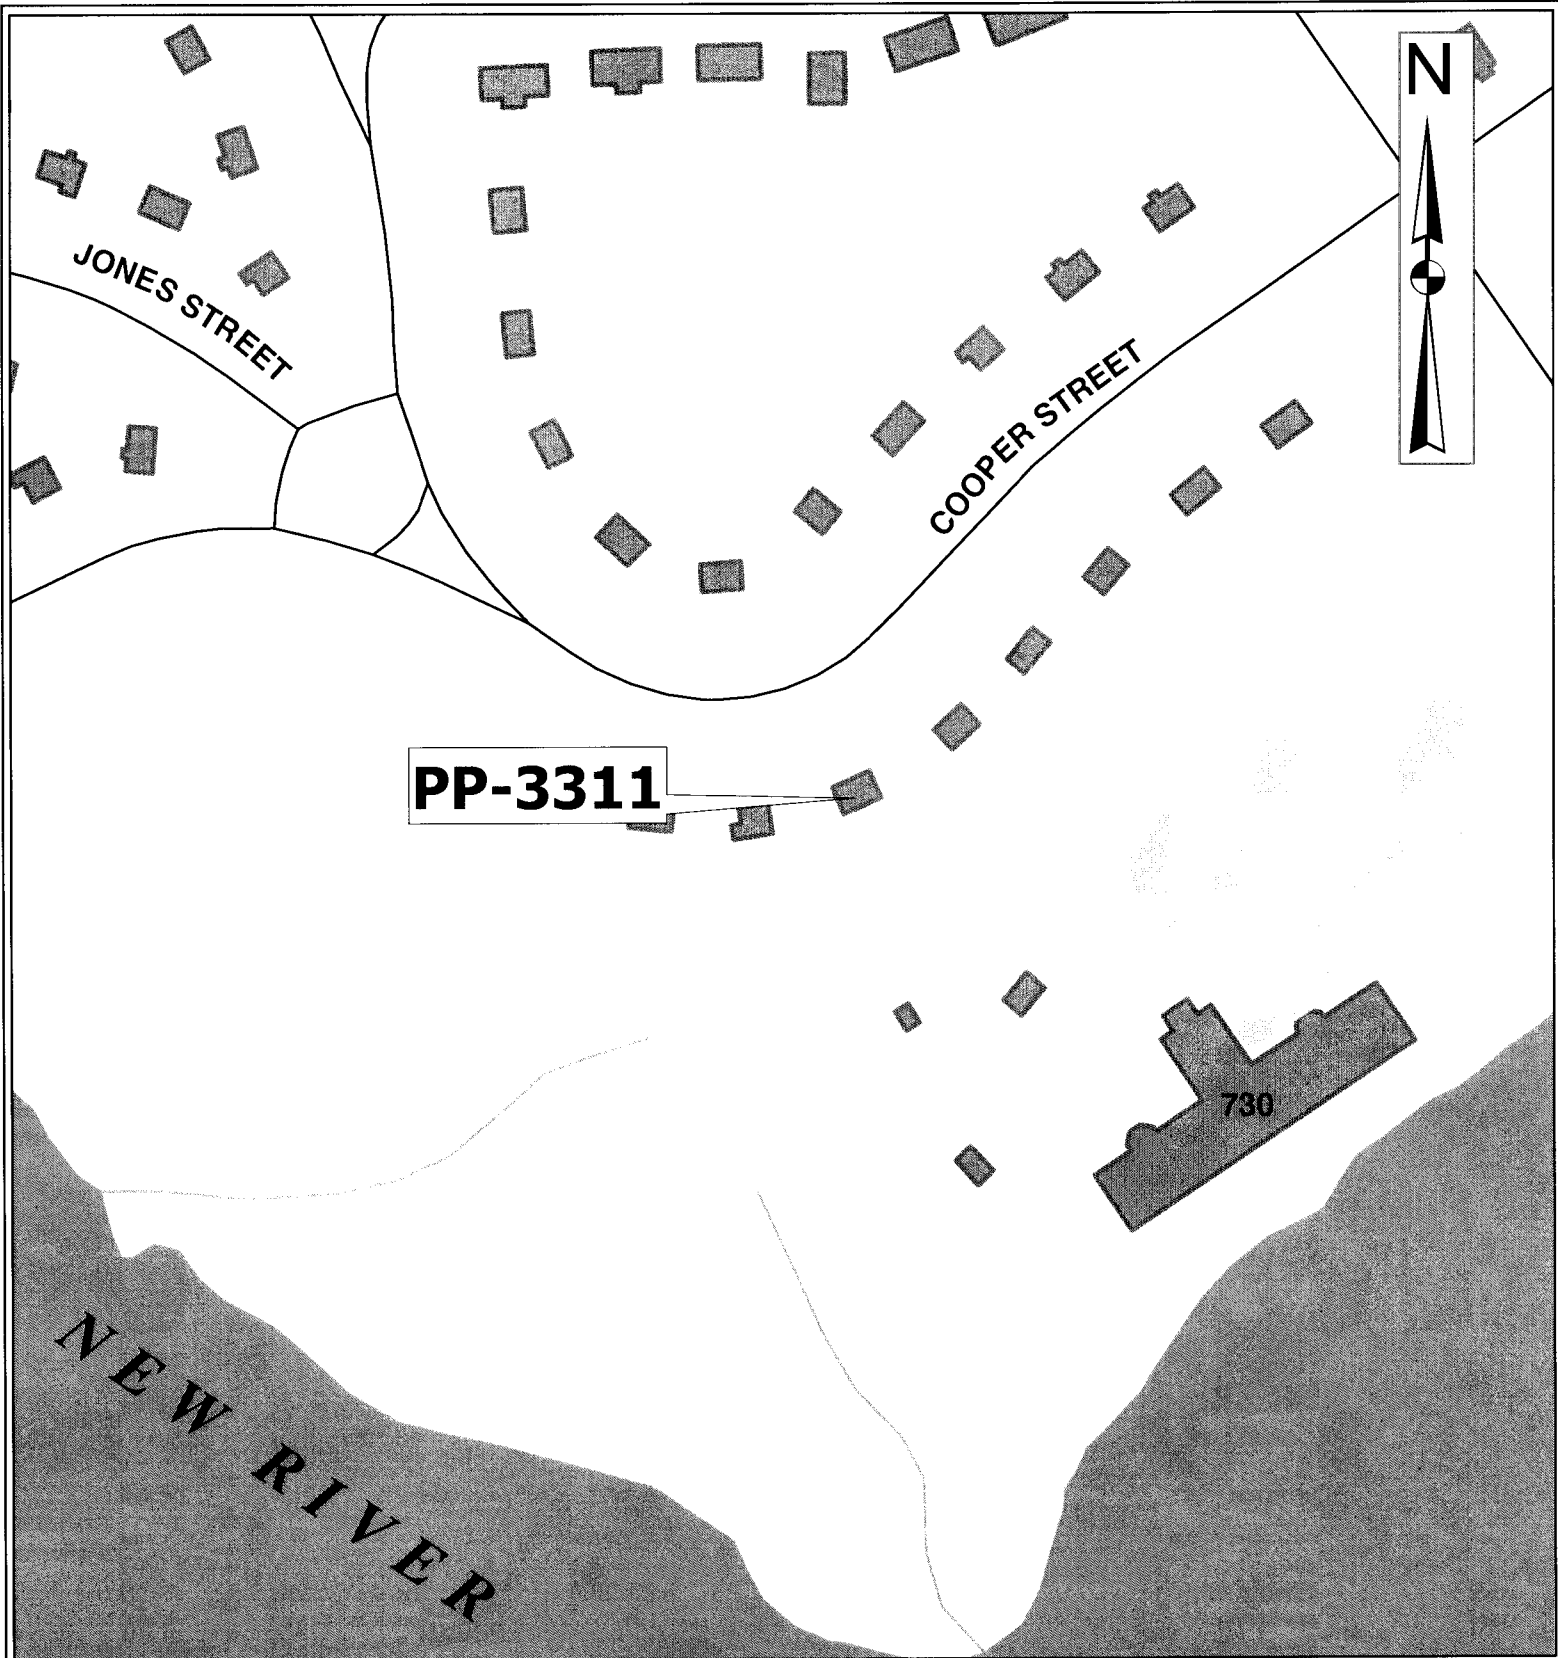 N
JONES STREET
COOPER STREET
PP-3311
730
NEW RIVER